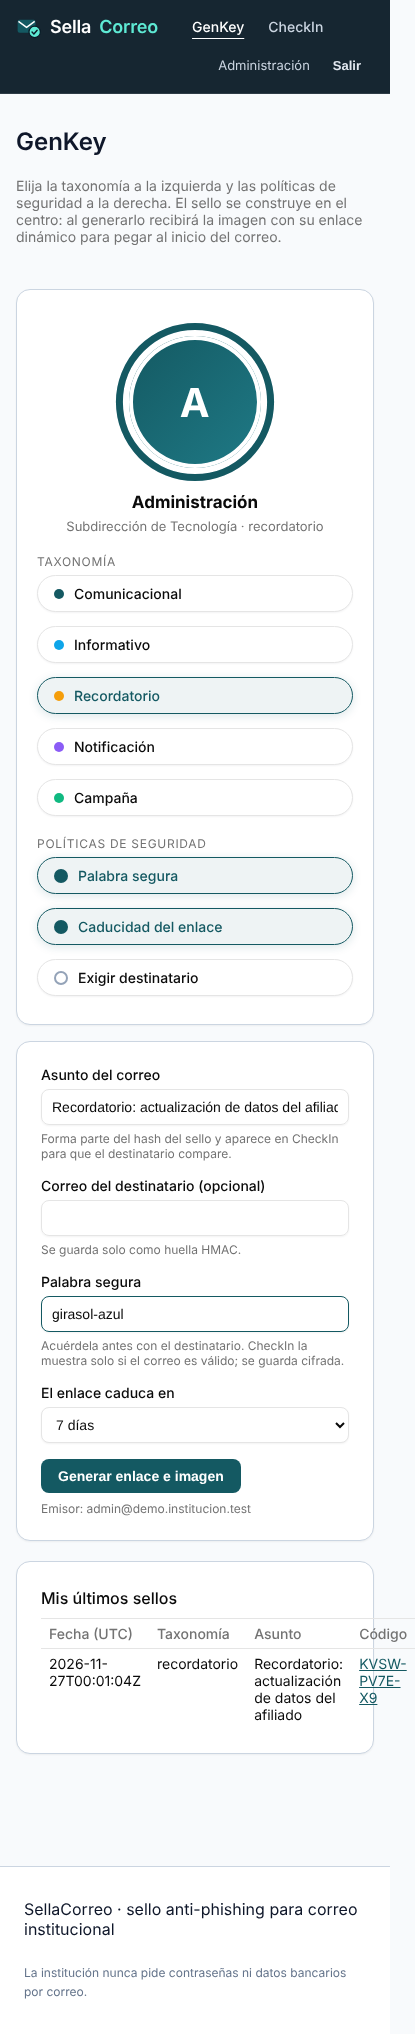 Sella Correo
GenKey
CheckIn
Administración
Salir
GenKey
Elija la taxonomía a la izquierda y las políticas de
seguridad a la derecha. El sello se construye en el
centro: al generarlo recibirá la imagen con su enlace
dinámico para pegar al inicio del correo.
A
Administración
Subdirección de Tecnología · recordatorio
TAXONOMÍA
Comunicacional
Informativo
Recordatorio
Notificación
Campaña
POLÍTICAS DE SEGURIDAD
Palabra segura
Caducidad del enlace
Exigir destinatario
Asunto del correo
Recordatorio: actualización de datos del afiliac
Forma parte del hash del sello y aparece en CheckIn
para que el destinatario compare.
Correo del destinatario (opcional)
Se guarda solo como huella HMAC.
Palabra segura
girasol-azul
Acuérdela antes con el destinatario. CheckIn la
muestra solo si el correo es válido; se guarda cifrada.
El enlace caduca en
7 días
Generar enlace e imagen
Emisor: admin@demo.institucion.test
Mis últimos sellos
Fecha (UTC) Taxonomía Asunto Código
2026-11-27T00:01:04Z
recordatorio
Recordatorio:
actualización
de datos del
afiliado
KVSW-
PV7E-
X9
SellaCorreo · sello anti-phishing para correo
institucional
La institución nunca pide contraseñas ni datos bancarios
por correo.